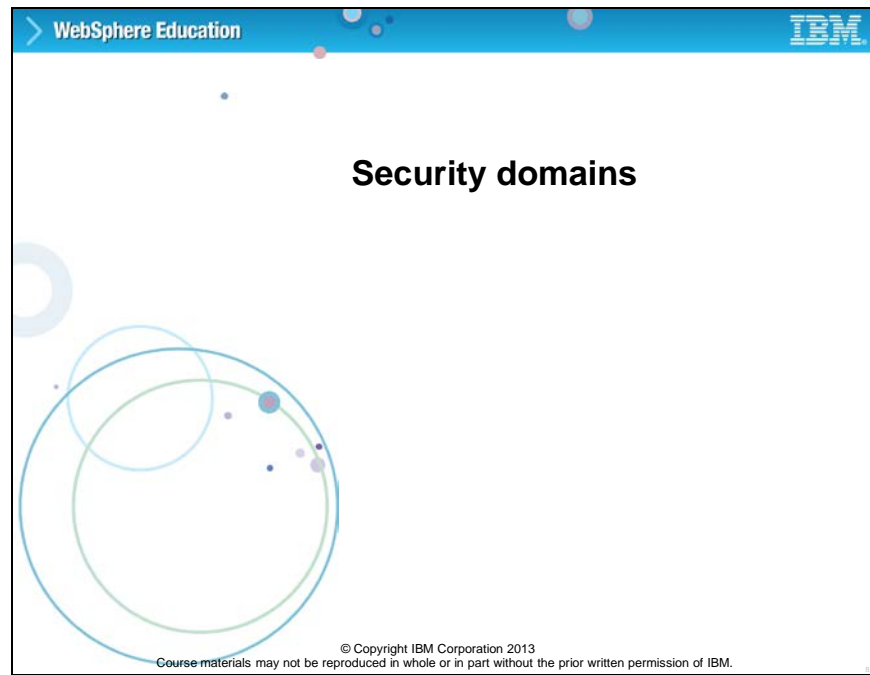 WebSphere Education
IBM®
Security domains
© Copyright IBM Corporation 2013
Course materials may not be reproduced in whole or in part without the prior written permission of IBM.